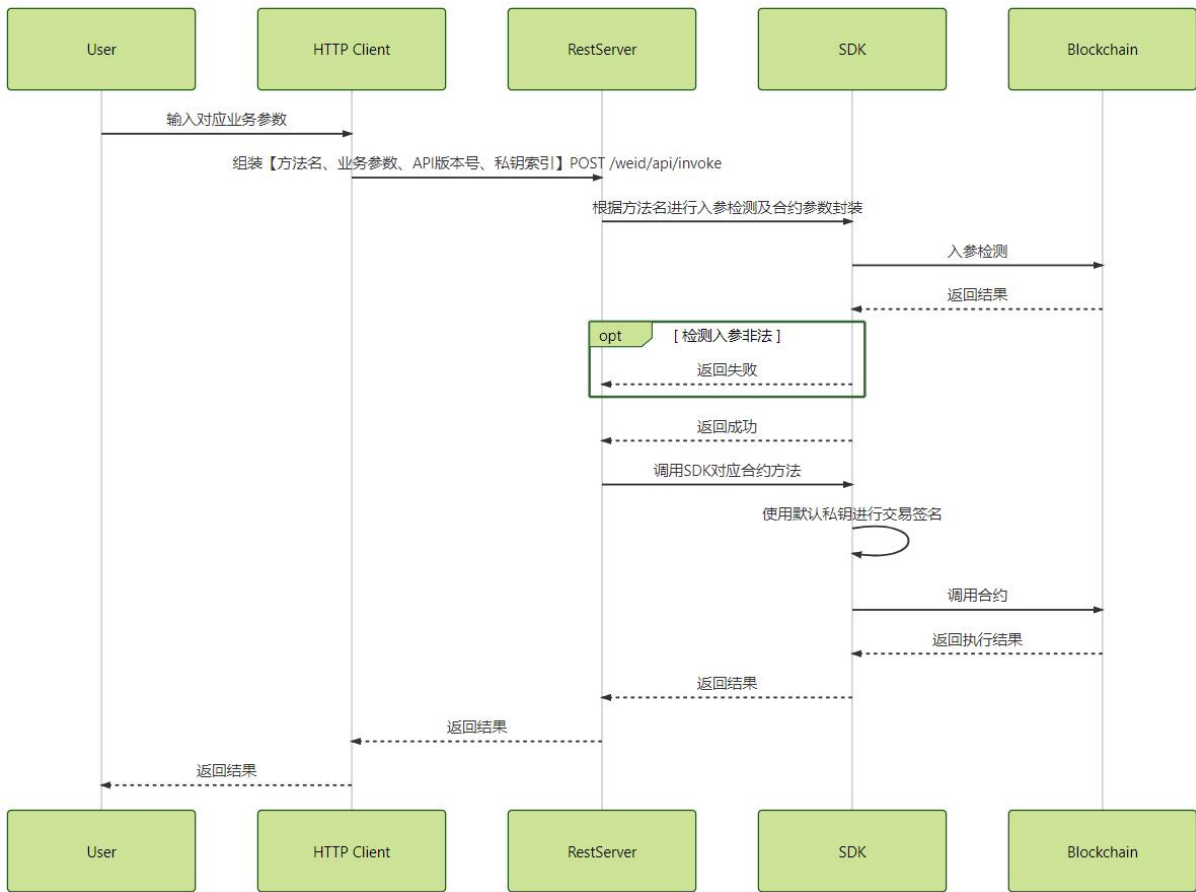 User
HTTP Client
RestServer
SDK
Blockchain
输入对应业务参数
组装【方法名、业务参数、API版本号、私钥索引】POST /weid/api/invoke
根据方法名进行入参检测及合约参数封装
入参检测
返回结果
opt
[ 检测入参非法 ]
返回失败
返回成功
调用SDK对应合约方法
使用默认私钥进行交易签名
调用合约
返回执行结果
返回结果
返回结果
返回结果
User
HTTP Client
RestServer
SDK
Blockchain